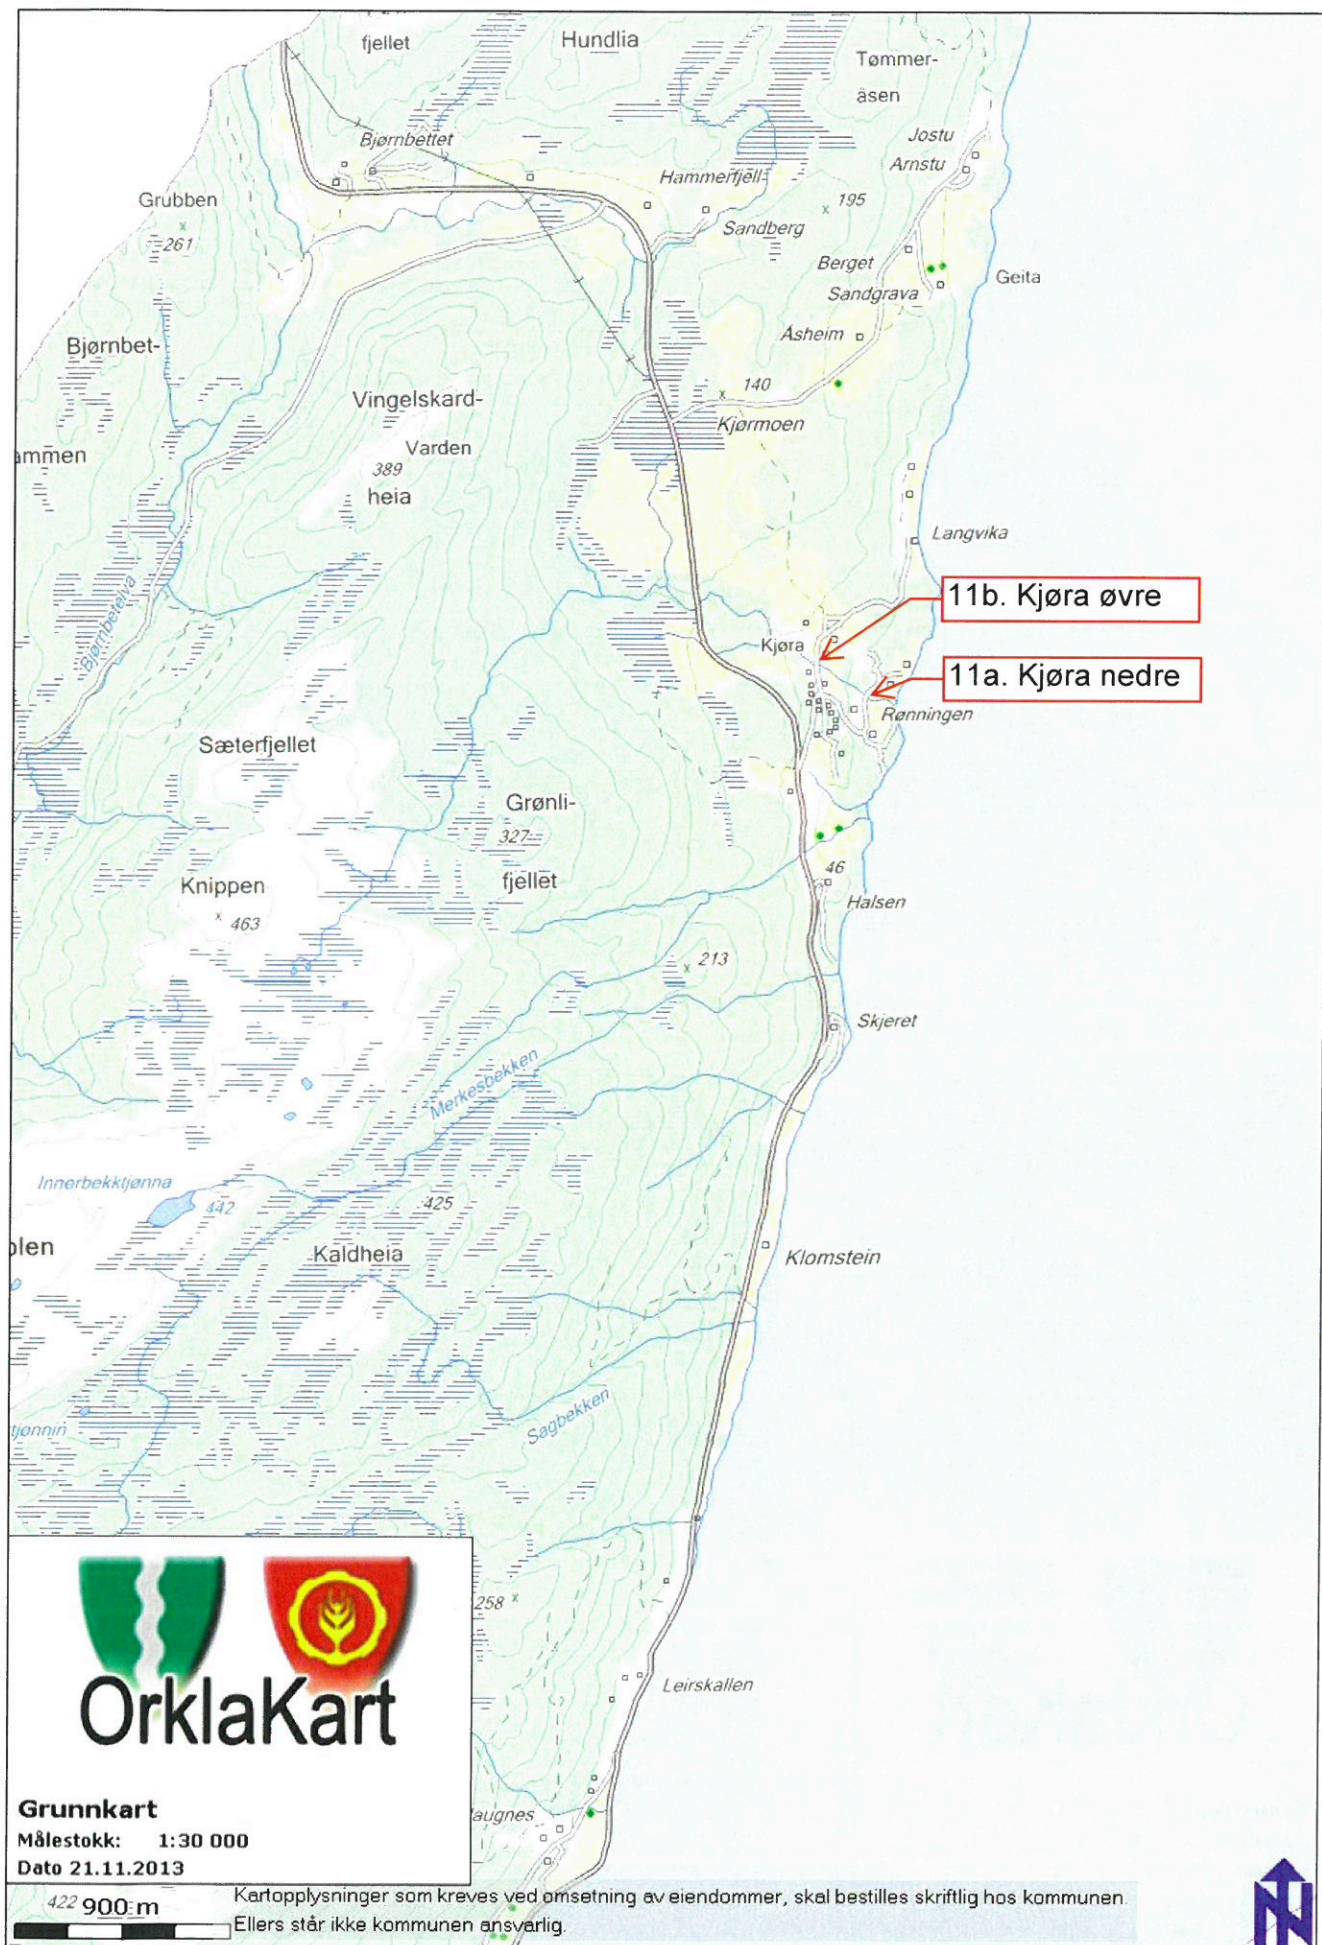 fjellet
Hundlia
Tømmer-
åsen
Bjørnbettet
Jostu
Arnstu
Hammerfjell
Grubben
261
195
Sandberg
Berget
Geita
Sandgrava
Åsheim
Bjørnbet-
Vingelskard-
140
Kjørmoen
ammen
Varden
389
heia
Langvika
Bjørnbetelva
11b. Kjøra øvre
Kjøra
11a. Kjøra nedre
Rønningen
Sæterfjellet
Grønli-
327
fjellet
46
Knippen
463
Halsen
213
Skjeret
Merkesbekken
Innerbekktjønna
442
425
olen
Kaldheia
Klomstein
Sagbekken
tjønnin
258
Leirskallen
OrklaKart
Grunnkart
Målestokk: 1:30 000
Dato 21.11.2013
augnes
422 900 m
Kartopplysninger som kreves ved omsetning av eiendommer, skal bestilles skriftlig hos kommunen.
Ellers står ikke kommunen ansvarlig.
N